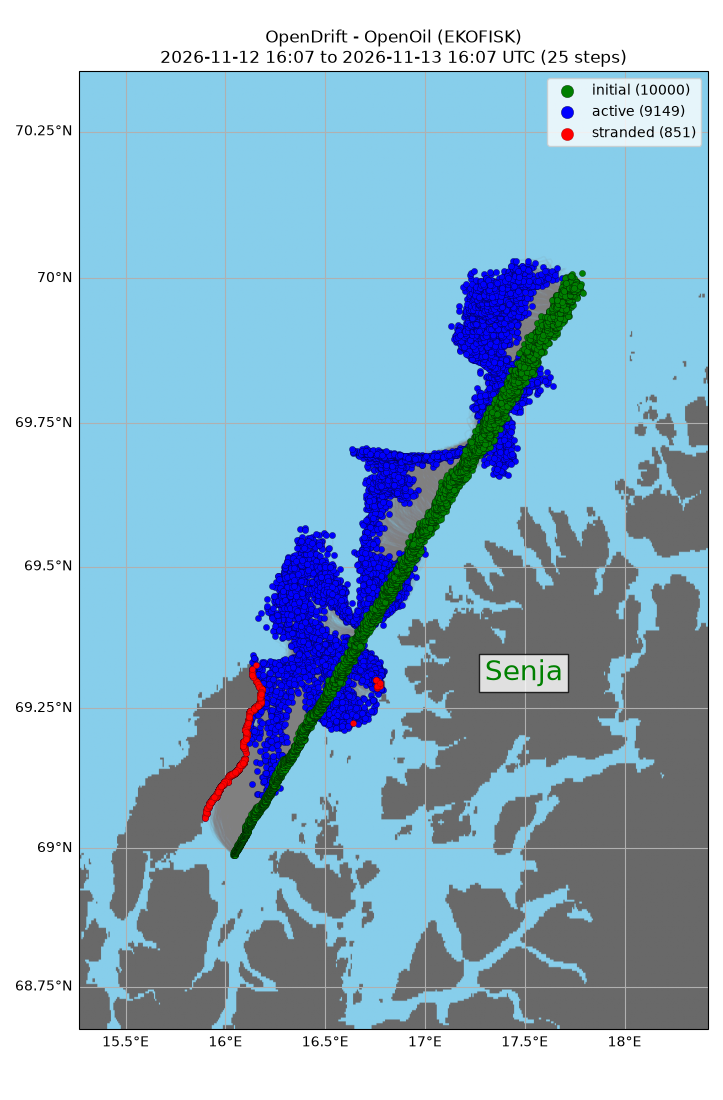 OpenDrift - OpenOil (EKOFISK)
2026-11-12 16:07 to 2026-11-13 16:07 UTC (25 steps)
initial (10000)
active (9149)
stranded (851)
70.25°N
70°N
69.75°N
69.5°N
Senja
69.25°N
69°N
68.75°N
15.5°E 16°E 16.5°E 17°E 17.5°E 18°E